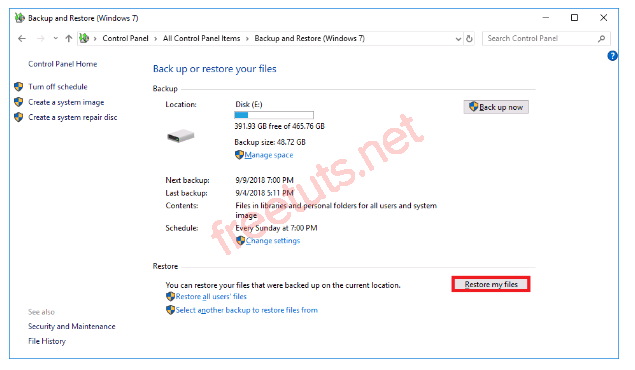 Backup and Restore (Windows 7)
Control Panel > All Control Panel Items > Backup and Restore (Windows 7)
Search Control Panel
Control Panel Home
Turn off schedule
Create a system image
Create a system repair disc
Back up or restore your files
Backup
Location:
Disk (E:)
391.93 GB free of 465.76 GB
Backup size: 48.72 GB
Manage space
Back up now
Next backup: 9/9/2018 7:00 PM
Last backup: 9/4/2018 5:11 PM
Contents: Files in libraries and personal folders for all users and system
image
Schedule: Every Sunday at 7:00 PM
Change settings
freetuts.net
Restore
You can restore your files that were backed up on the current location.
Restore my files
Restore all users' files
Select another backup to restore files from
See also
Security and Maintenance
File History